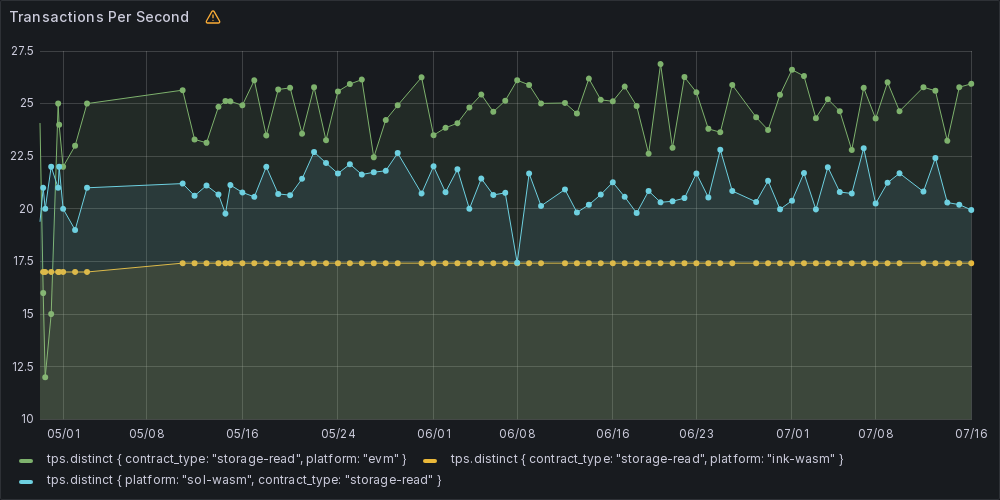 Transactions Per Second
27.5
25
22.5
20
17.5
15
12.5
10
05/01 05/08 05/16 05/24 06/01 06/08 06/16 06/23 07/01 07/08 07/16
tps.distinct { contract_type: "storage-read", platform: "evm" } tps.distinct { contract_type: "storage-read", platform: "ink-wasm" }
tps.distinct { platform: "sol-wasm", contract_type: "storage-read" }